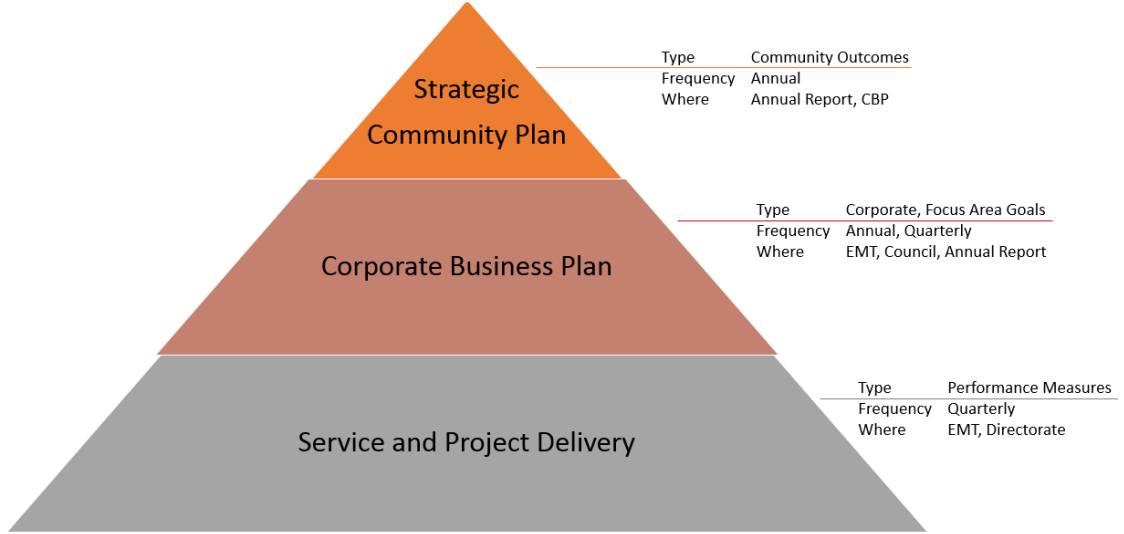 Strategic
Community Plan
Type Community Outcomes
Frequency Annual
Where Annual Report, CBP
Corporate Business Plan
Type Corporate, Focus Area Goals
Frequency Annual, Quarterly
Where EMT, Council, Annual Report
Service and Project Delivery
Type Performance Measures
Frequency Quarterly
Where EMT, Directorate